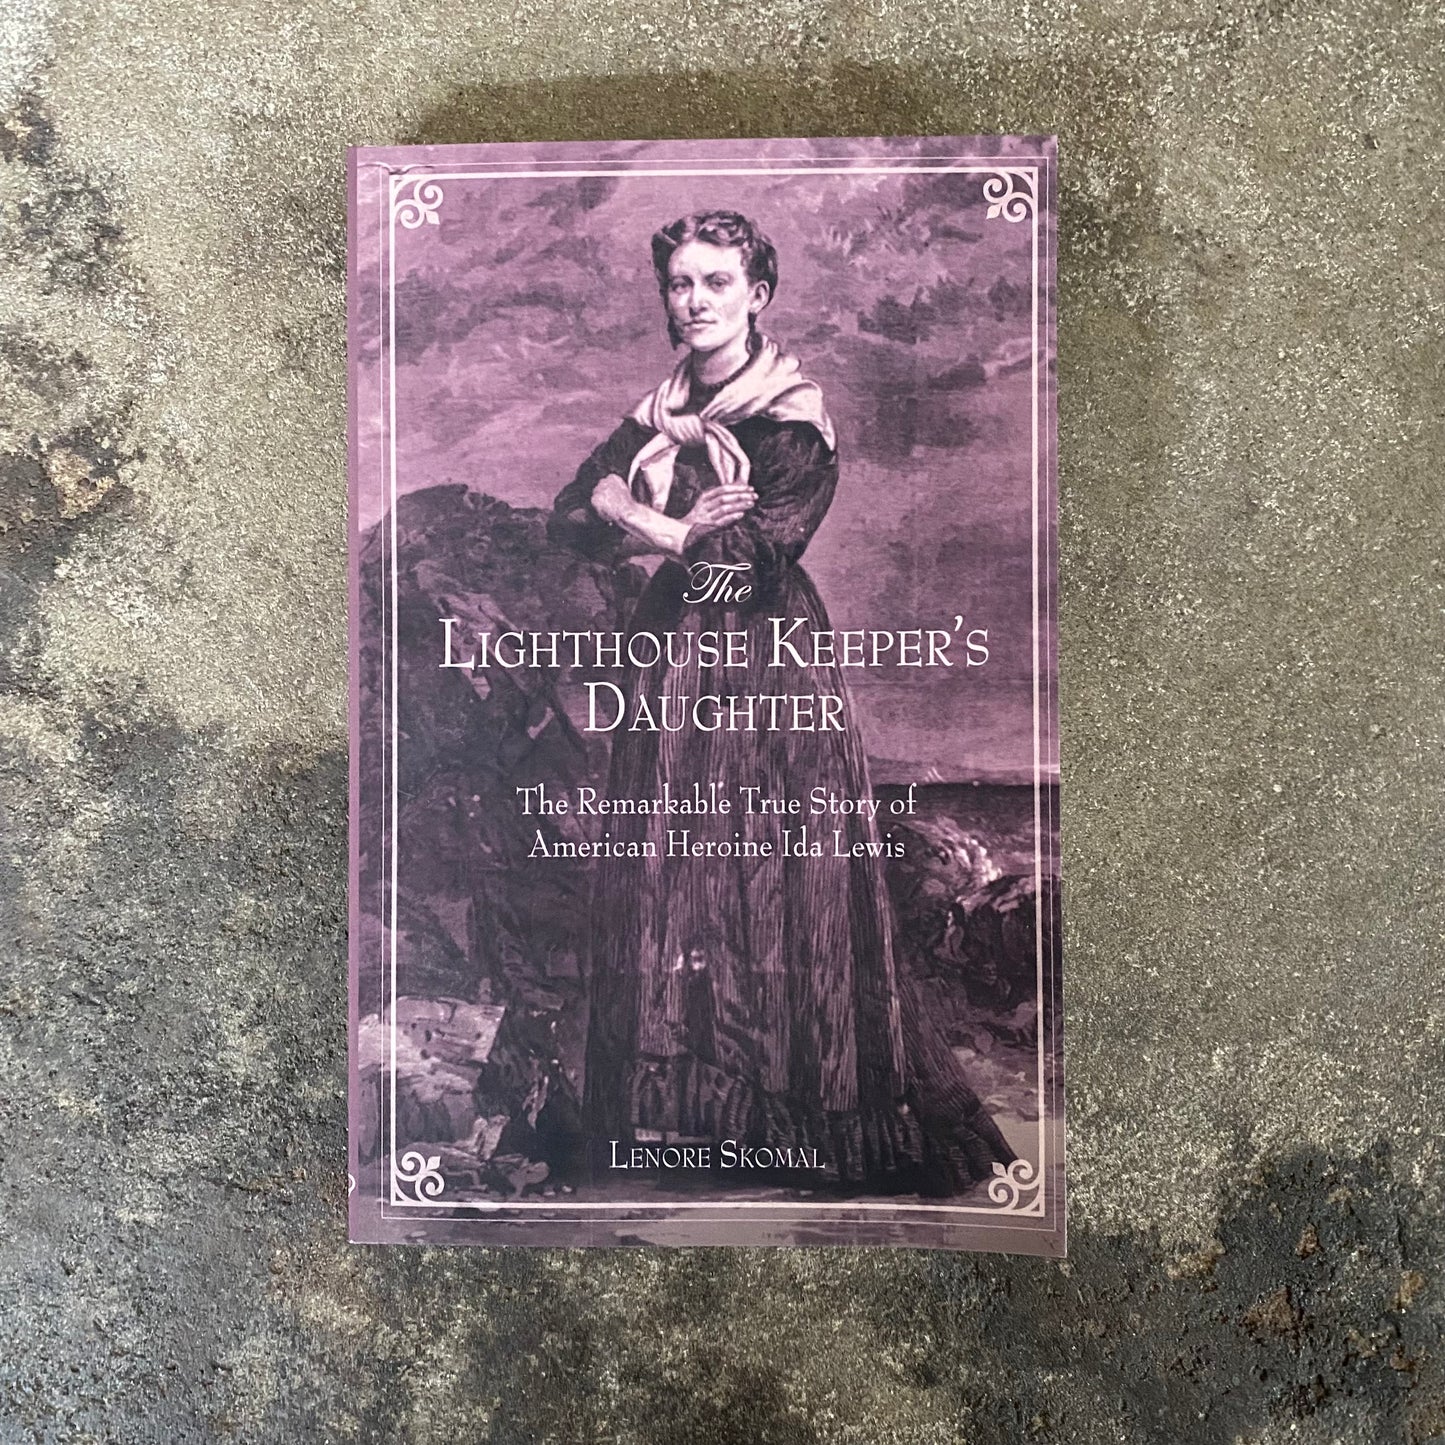 The
Lighthouse Keeper's
Daughter
The Remarkable True Story of
American Heroine Ida Lewis
Lenore Skomal